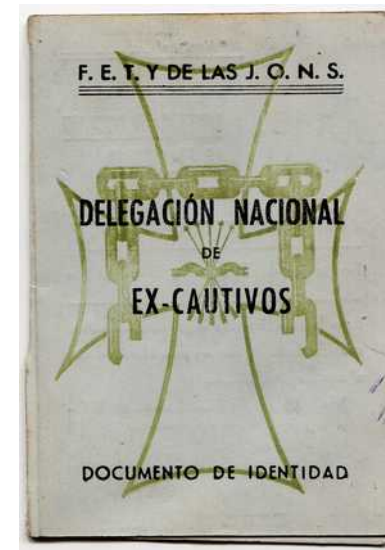 F. E. T. Y DE LAS J. O. N. S.
DELEGACIÓN NACIONAL
DE
EX-CAUTIVOS
DOCUMENTO DE IDENTIDAD